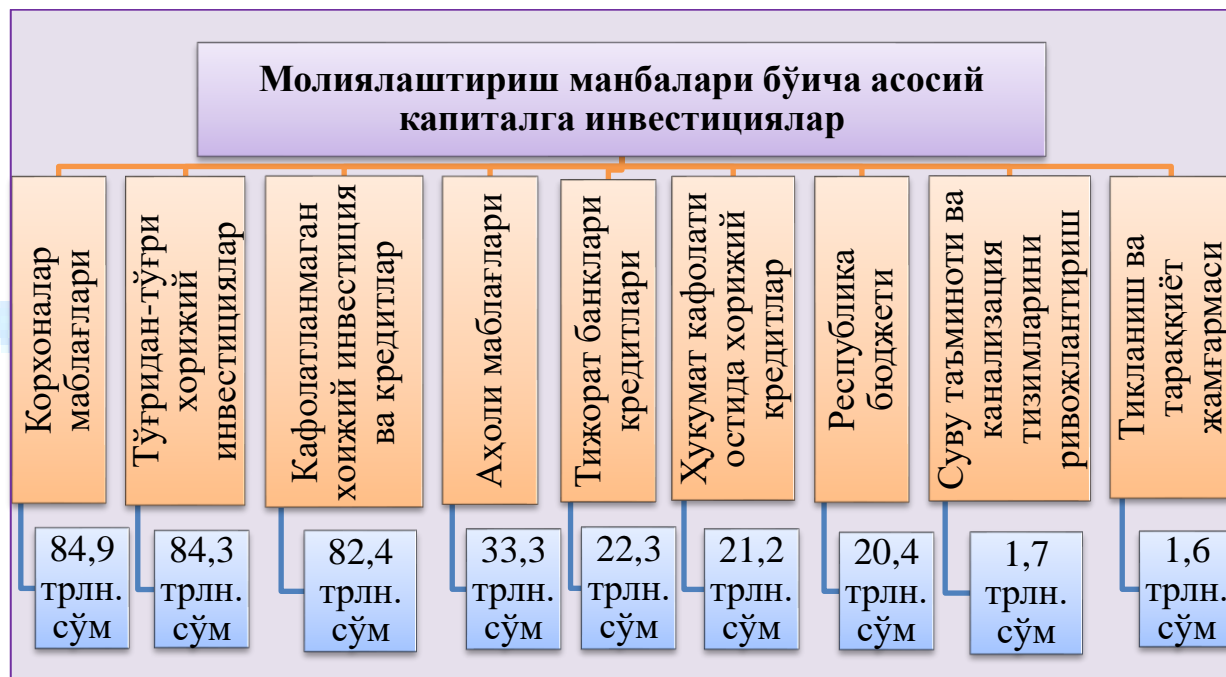 Молиялаштириш манбалари бўича асосий
капиталга инвестициялар
Корхоналар
маблағлари
Тўғридан-тўғри
хорижий
инвестициялар
Кафолатланмаган
хоижий инвестиция
ва кредитлар
Аҳоли маблағлари
Тижорат банклари
кредитлари
Ҳукумат кафолати
остида хорижий
кредитлар
Республика
бюджети
Суву таъминоти ва
канализация
тизимларини
ривожлантириш
Тикланиш ва
тараққиёт
жамғармаси
84,9
трлн.
сўм
84,3
трлн.
сўм
82,4
трлн.
сўм
33,3
трлн.
сўм
22,3
трлн.
сўм
21,2
трлн.
сўм
20,4
трлн.
сўм
1,7
трлн.
сўм
1,6
трлн.
сўм